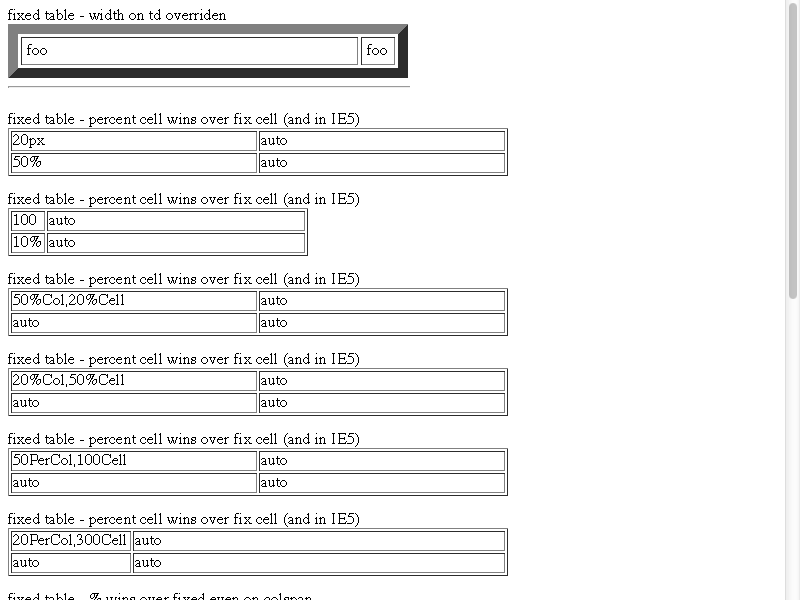 fixed table - width on td overriden
foo foo
fixed table - percent cell wins over fix cell (and in IE5)
20px auto
50% auto
fixed table - percent cell wins over fix cell (and in IE5)
100 auto
10% auto
fixed table - percent cell wins over fix cell (and in IE5)
50%Col,20%Cell auto
auto auto
fixed table - percent cell wins over fix cell (and in IE5)
20%Col,50%Cell auto
auto auto
fixed table - percent cell wins over fix cell (and in IE5)
50PerCol,100Cell auto
auto auto
fixed table - percent cell wins over fix cell (and in IE5)
20PerCol,300Cell auto
auto auto
fixed table - % wins over fixed even on colspan